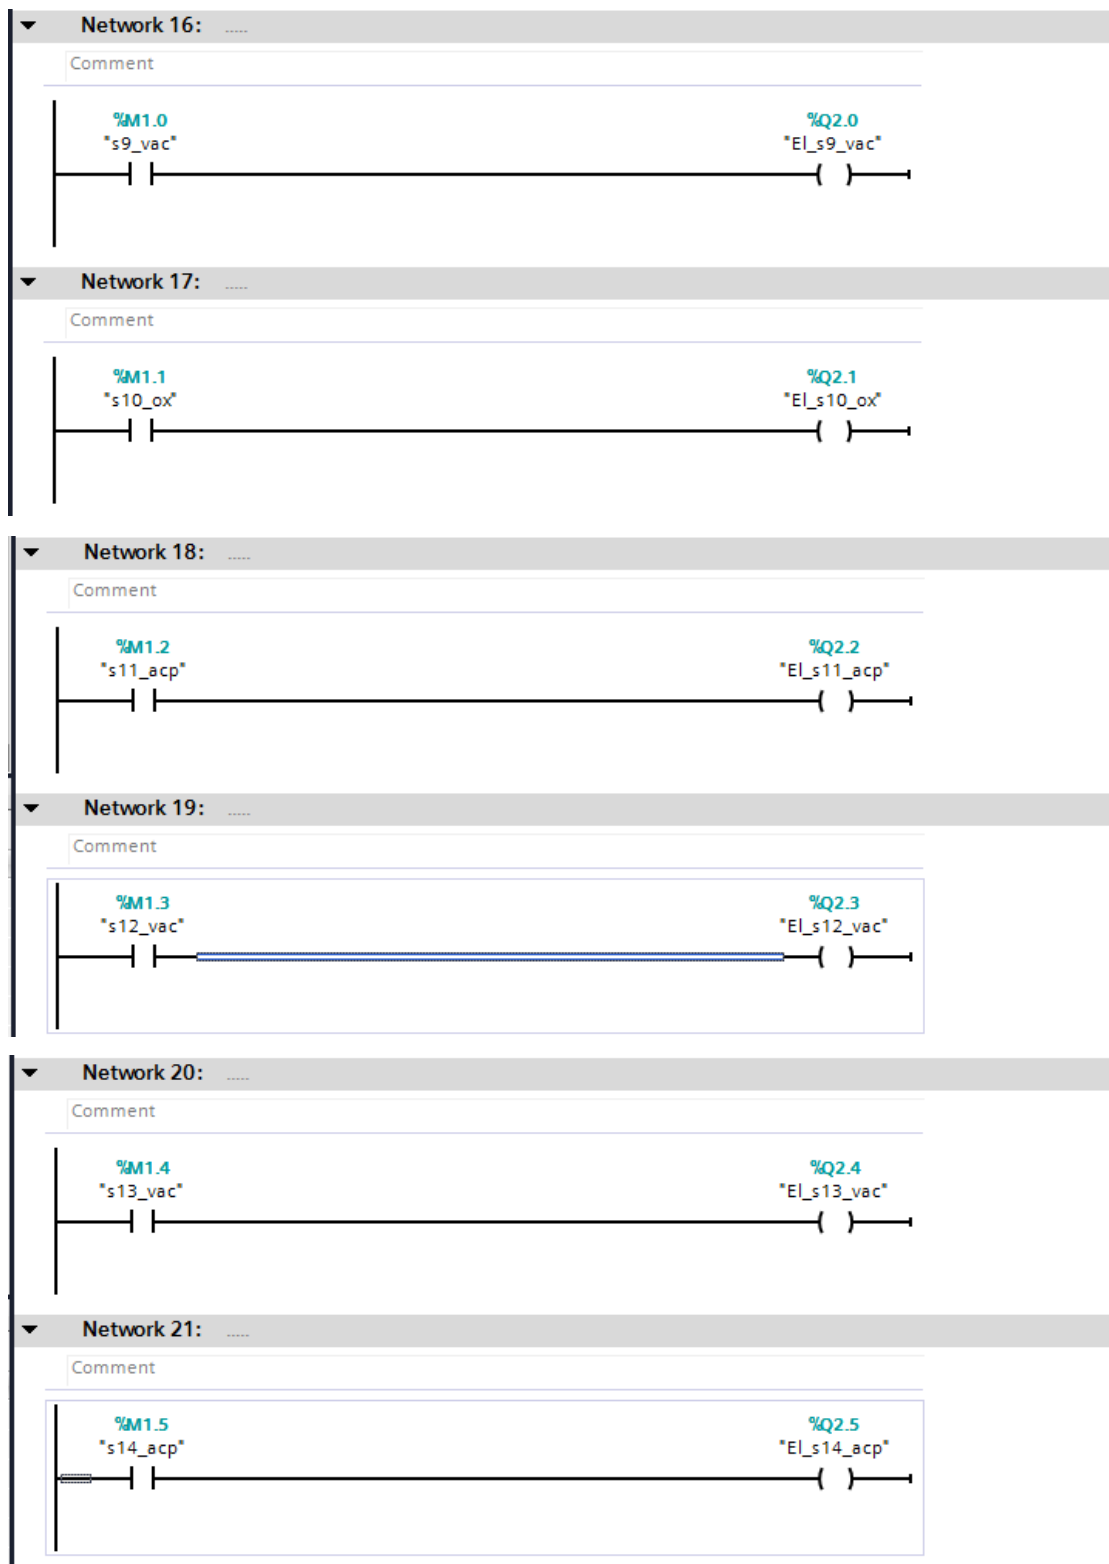 Network 16: .....
Comment
%M1.0 %Q2.0
"s9_vac" "El_s9_vac"
Network 17: .....
Comment
%M1.1 %Q2.1
"s10_ox" "El_s10_ox"
Network 18: .....
Comment
%M1.2 %Q2.2
"s11_acp" "El_s11_acp"
Network 19: .....
Comment
%M1.3 %Q2.3
"s12_vac" "El_s12_vac"
Network 20: .....
Comment
%M1.4 %Q2.4
"s13_vac" "El_s13_vac"
Network 21: .....
Comment
%M1.5 %Q2.5
"s14_acp" "El_s14_acp"